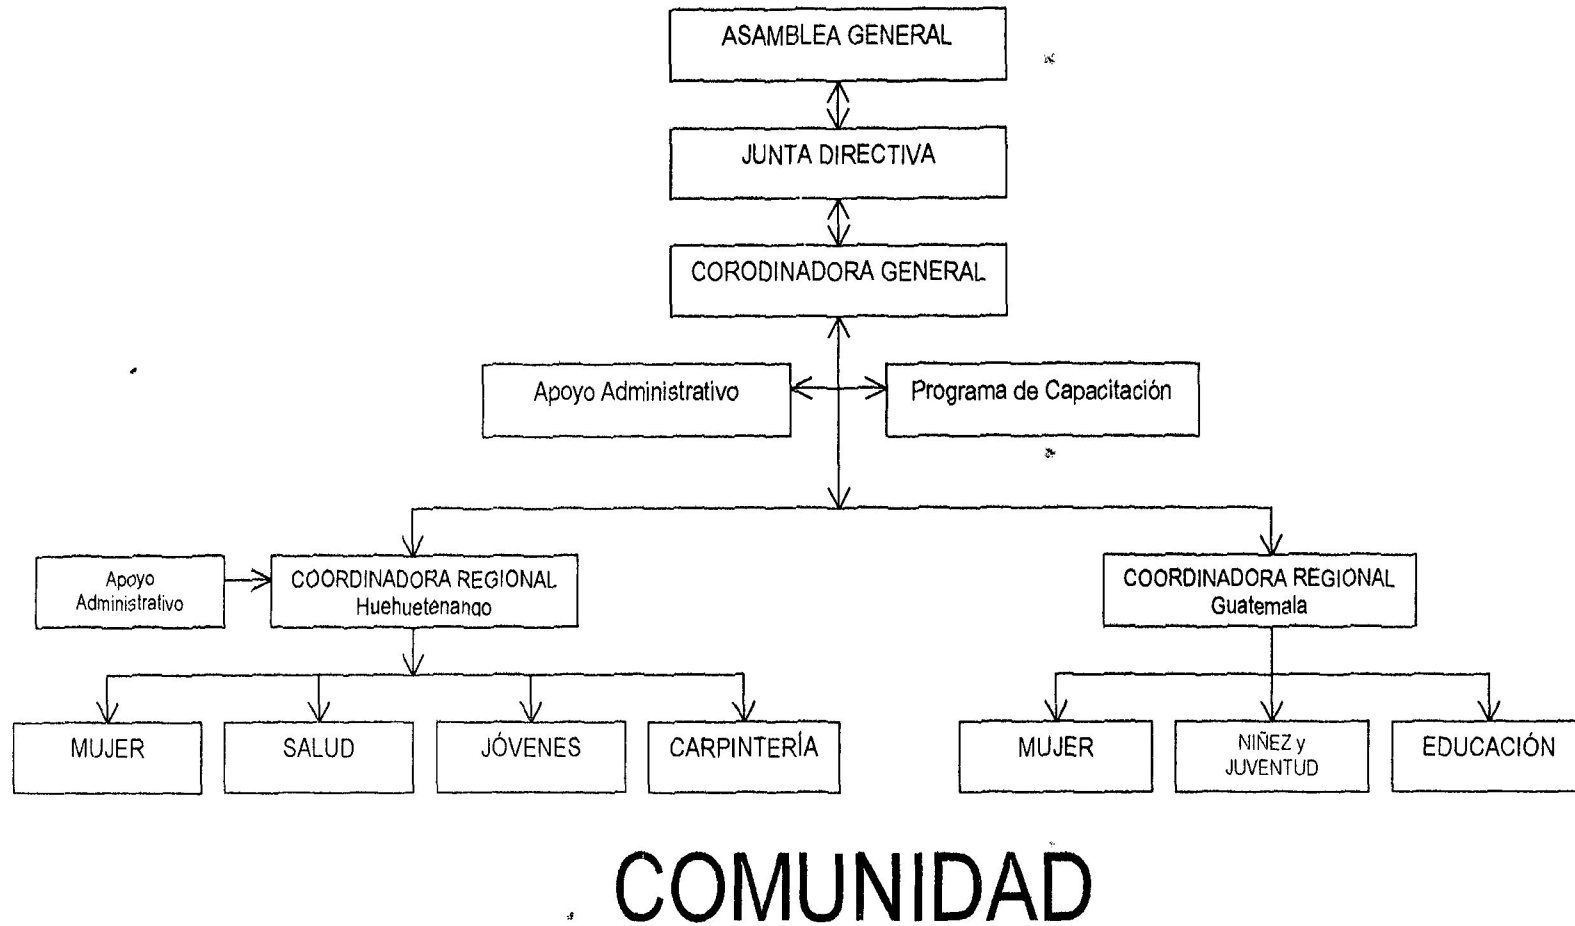 ASAMBLEA GENERAL
JUNTA DIRECTIVA
CORODINADORA GENERAL
Apoyo Administrativo
Programa de Capacitación
Apoyo
Administrativo
COORDINADORA REGIONAL
Huehuetenango
COORDINADORA REGIONAL
Guatemala
MUJER
SALUD
JÓVENES
CARPINTERÍA
MUJER
NIÑEZ y
JUVENTUD
EDUCACIÓN
COMUNIDAD